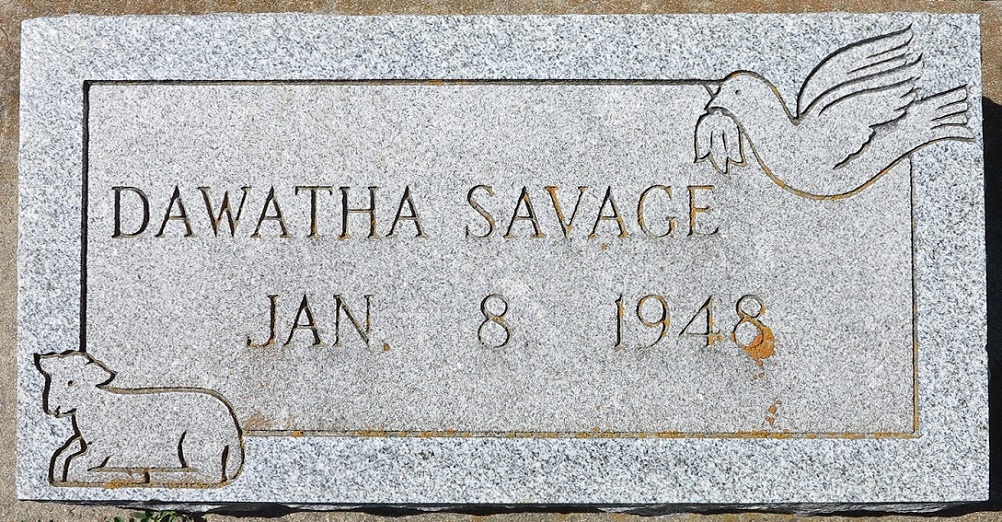 DAWATHA SAVAGE
JAN. 8. 1948